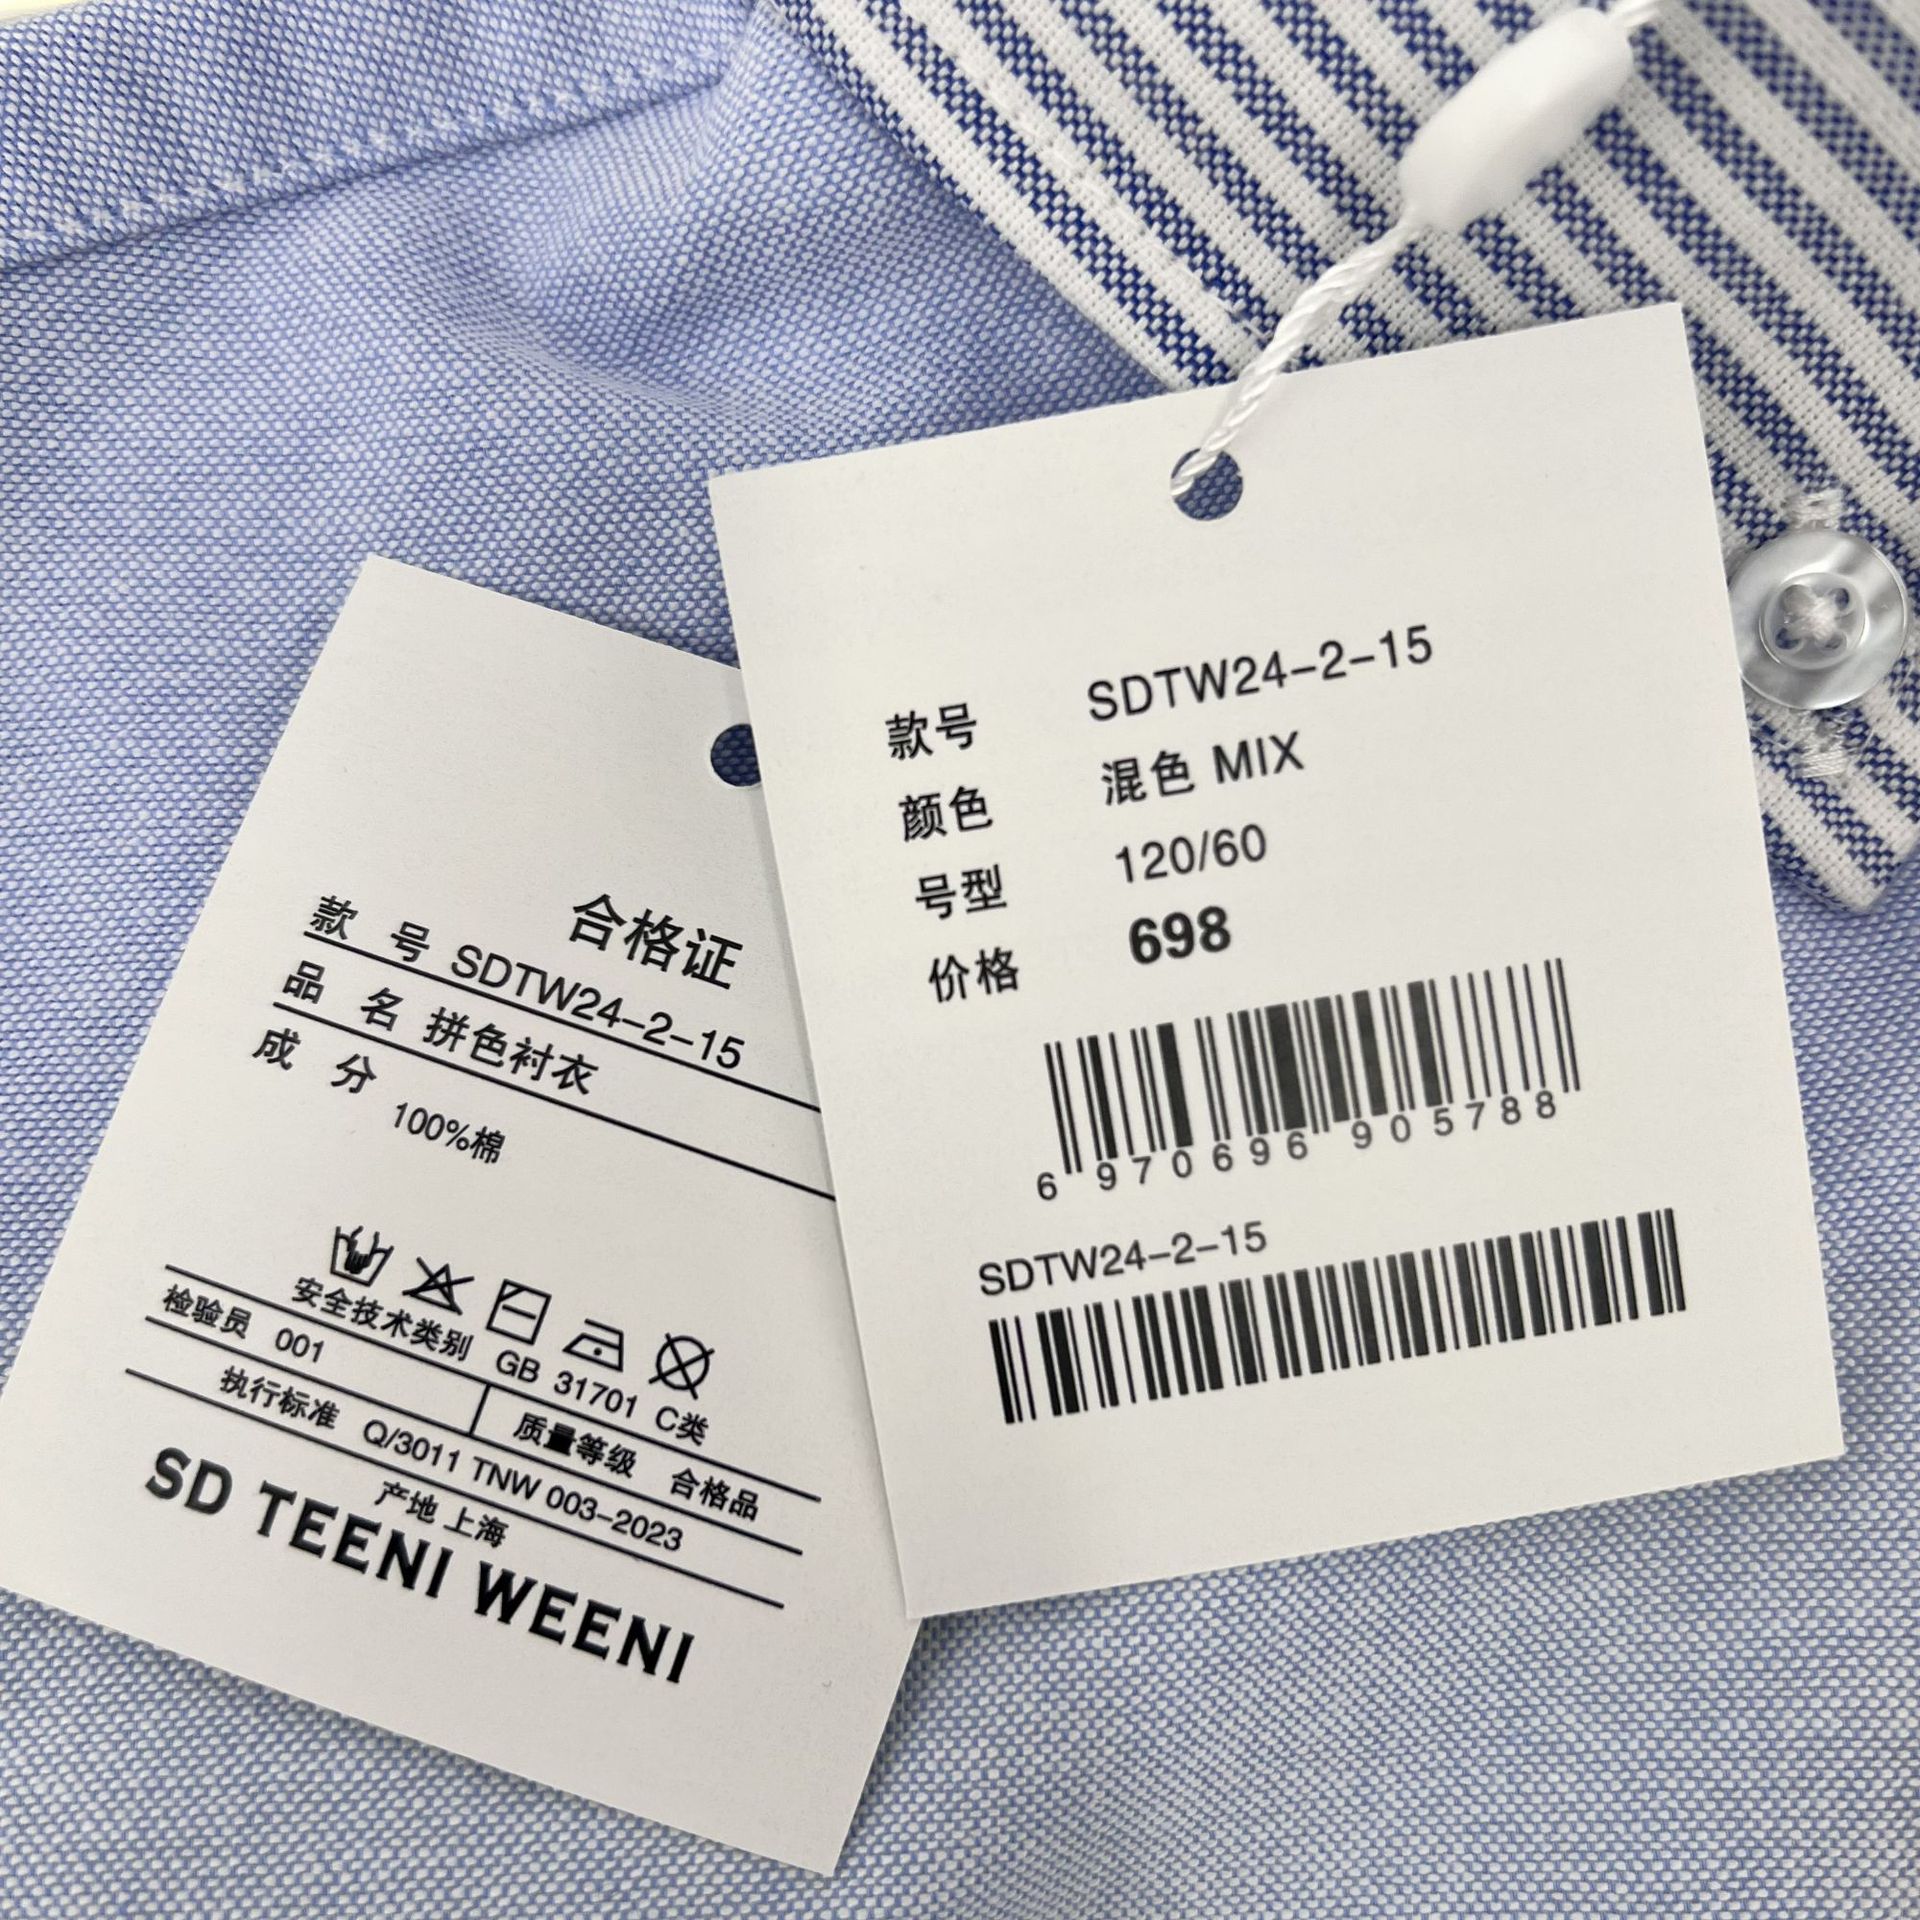 合格证
款 号 SDTW24-2-15
品 名 拼色衬衣
成 分
100%棉
安全技术类别 GB 31701 C类
检验员 001 质量等级 合格品
执行标准 Q/3011 TNW 003-2023
产地 上海
SD TEENI WEENI
款号 SDTW24-2-15
颜色 混色 MIX
号型 120/60
价格 698
6 970696 905788
SDTW24-2-15